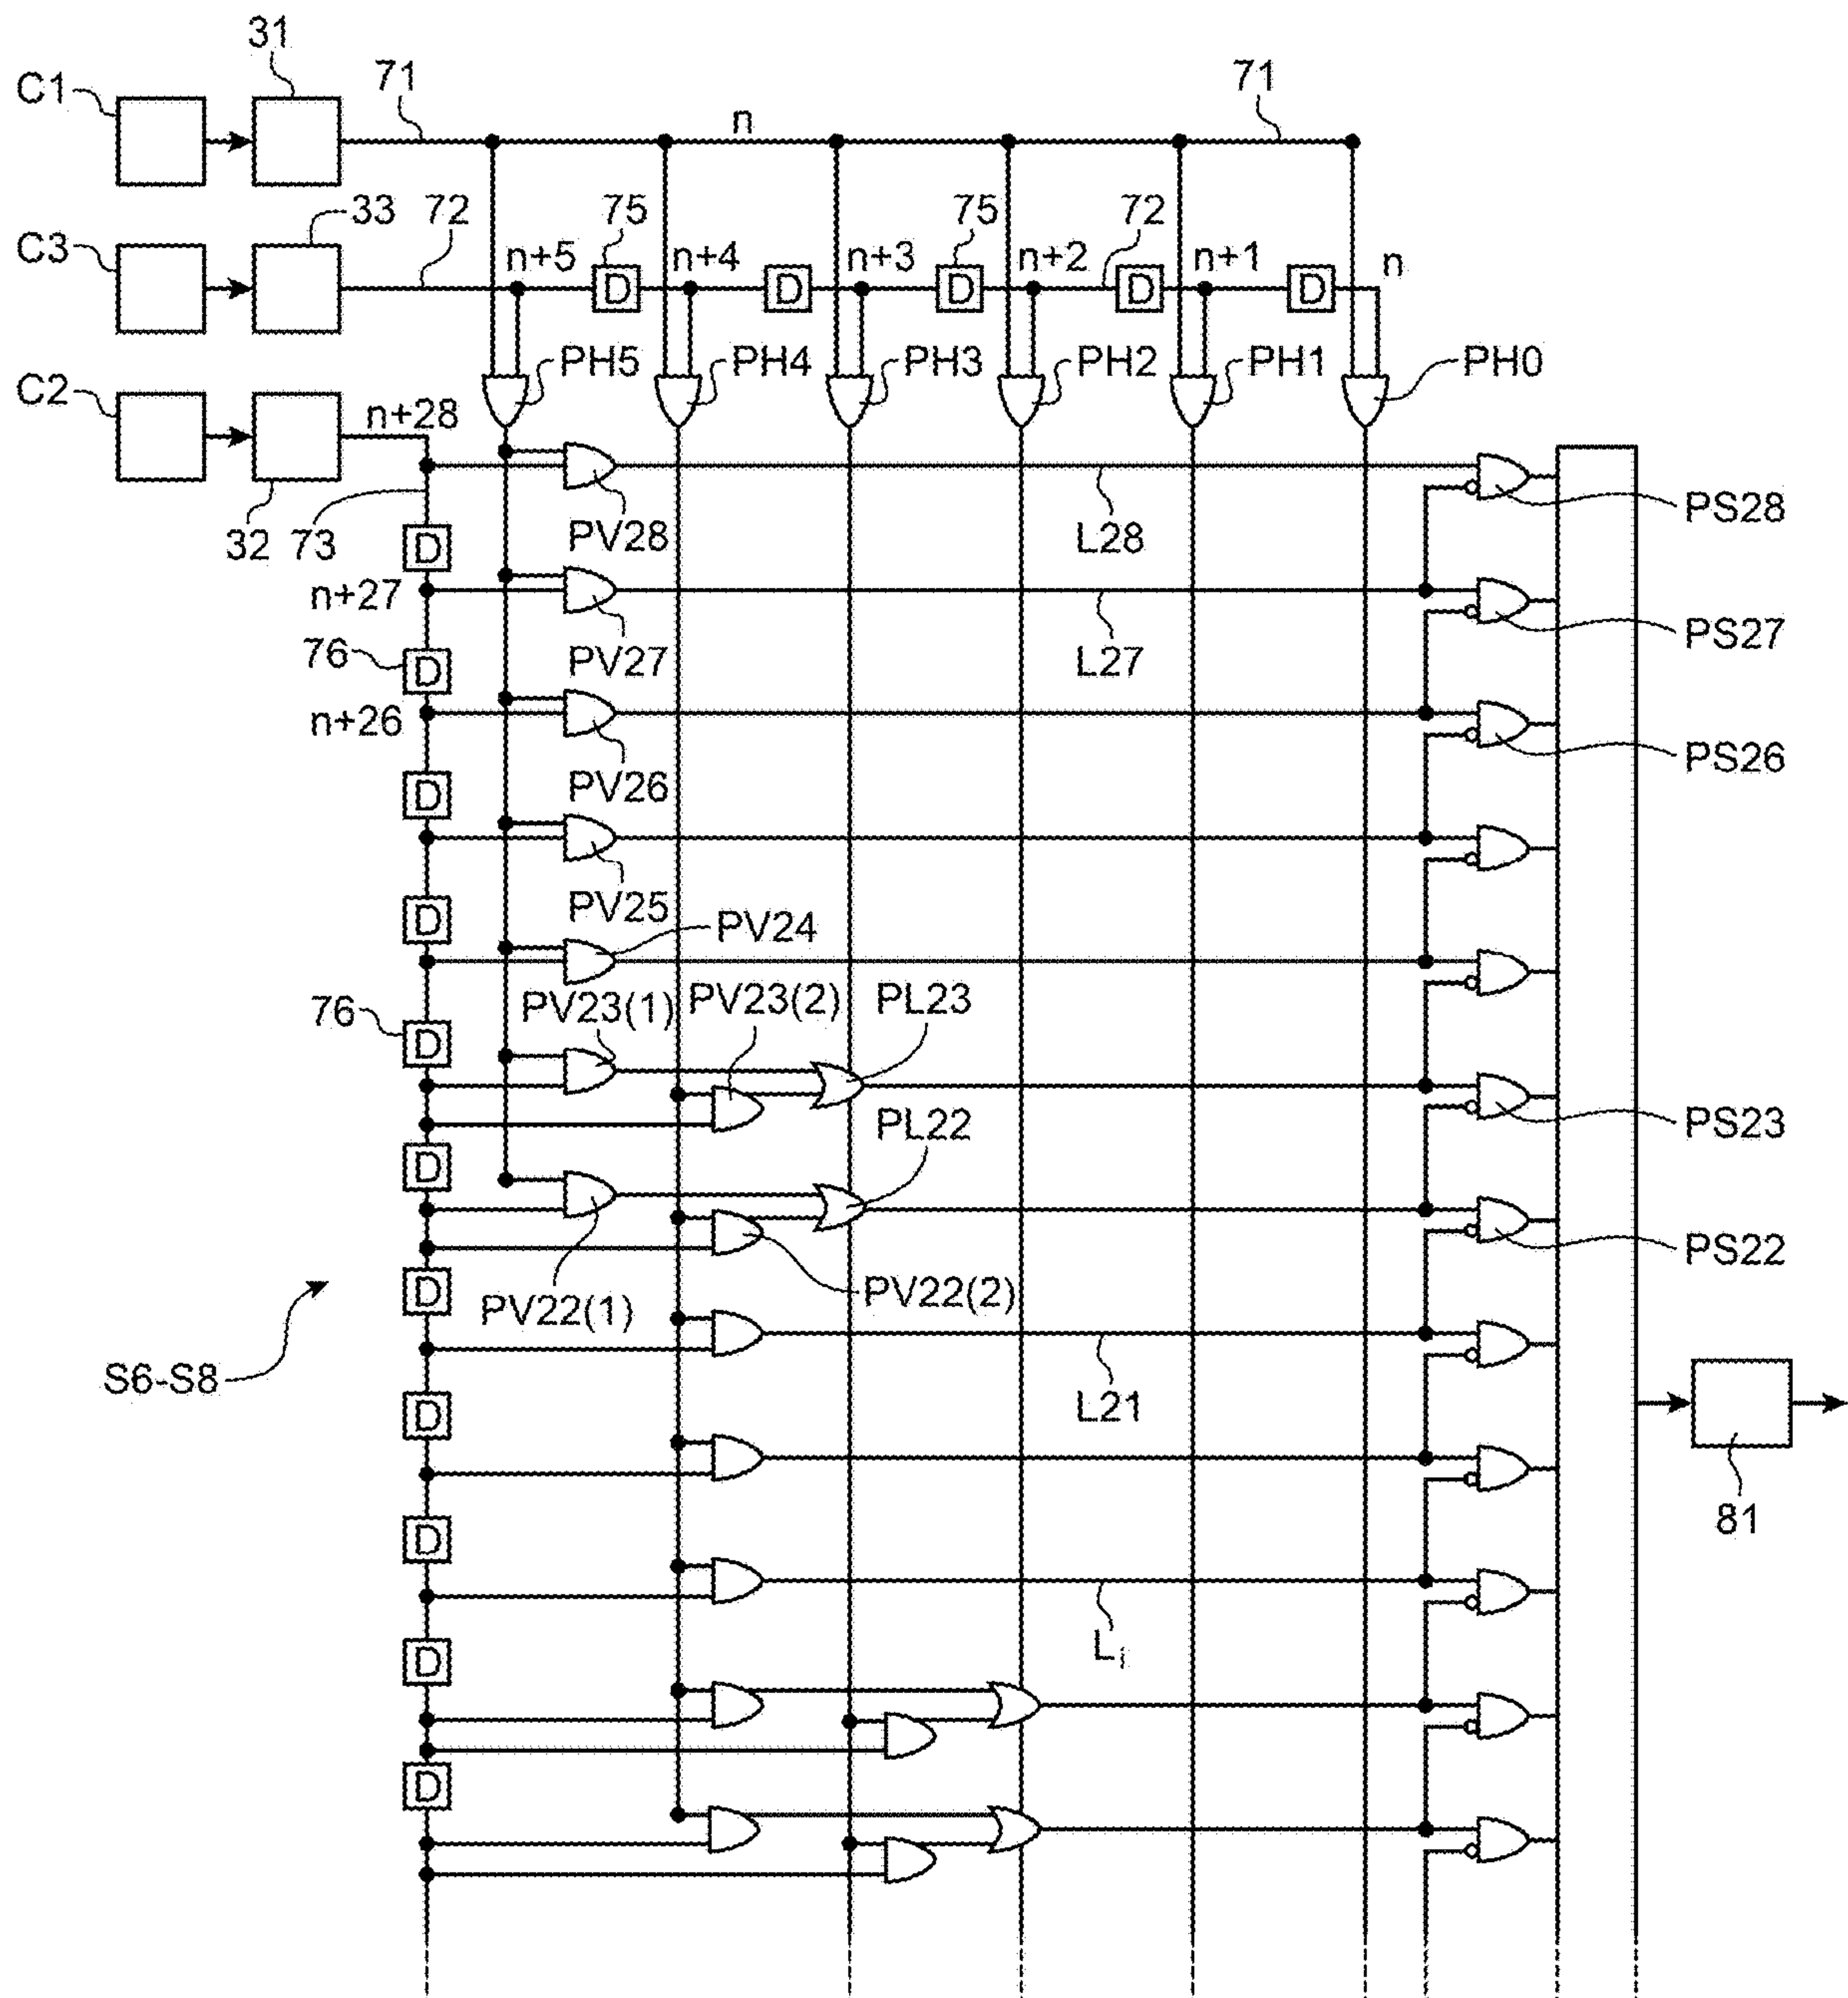 31
C1
71
n
71
33
72
75
75
72
C3
n+5
n+4
n+3
n+2
n+1
n
D
D
D
D
D
PH5
PH4
PH3
PH2
PH1
PH0
C2
n+28
32
73
PV28
L28
PS28
D
n+27
PV27
L27
PS27
76
D
n+26
PV26
PS26
D
PV25
PV24
D
PV23(1)
PV23(2)
PL23
76
D
PL22
PS23
D
PV22(1)
PV22(2)
PS22
D
S6-S8
L21
D
81
D
Li
D
D